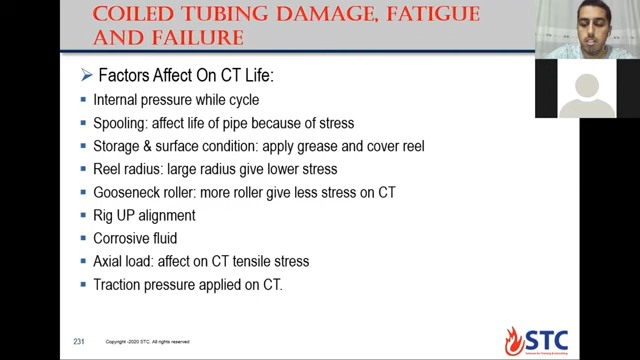 COILED TUBING DAMAGE, FATIGUE
AND FAILURE
Factors Affect On CT Life:
Internal pressure while cycle
Spooling: affect life of pipe because of stress
Storage & surface condition: apply grease and cover reel
Reel radius: large radius give lower stress
Gooseneck roller: more roller give less stress on CT
Rig UP alignment
Corrosive fluid
Axial load: affect on CT tensile stress
Traction pressure applied on CT.
231
Copyright -2020 STC, All rights reserved
STC